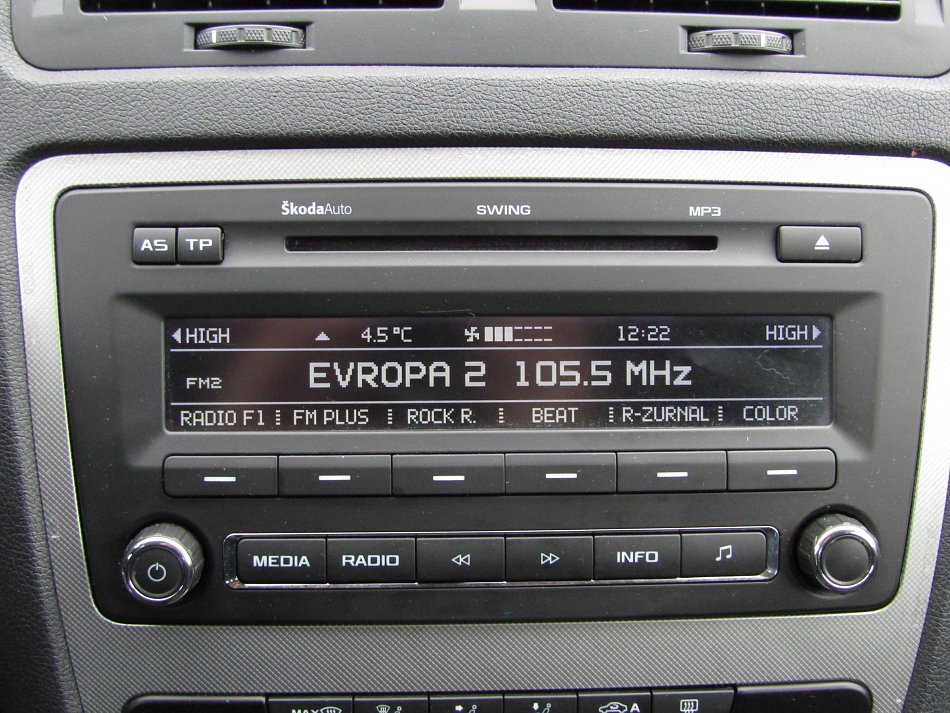 ŠkodaAuto SWING MP3
AS TP
HIGH 4.5 °C 12:22 HIGH
FM2 EVROPA 2 105.5 MHz
RADIO F1 FM PLUS ROCK R. BEAT R-ZURNAL COLOR
MEDIA RADIO INFO
MAX A